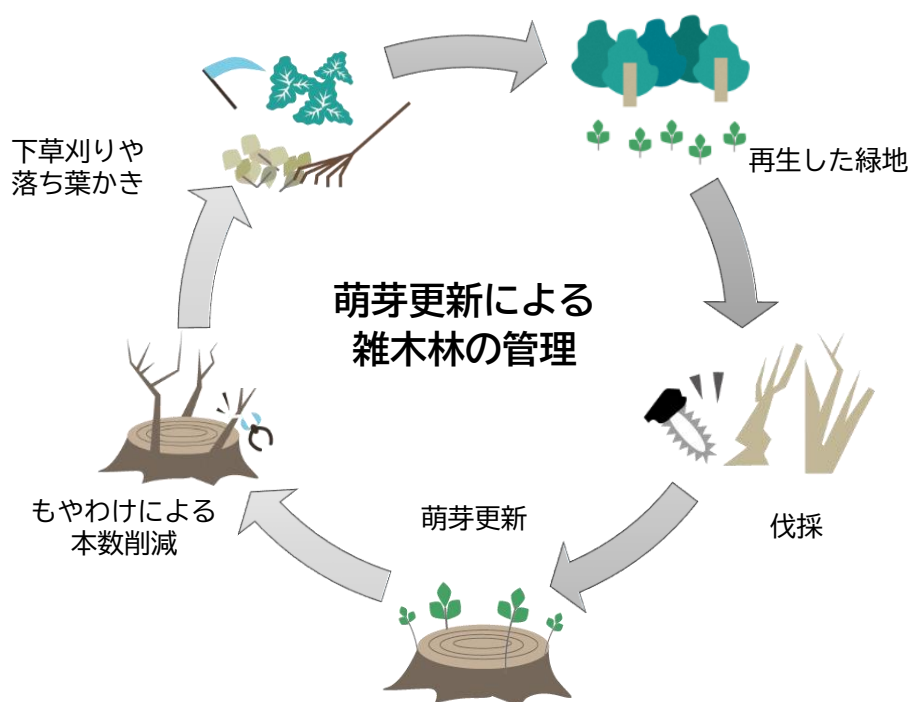 萌芽更新による
雑木林の管理
再生した緑地
伐採
萌芽更新
もやわけによる
本数削減
下草刈りや
落ち葉かき